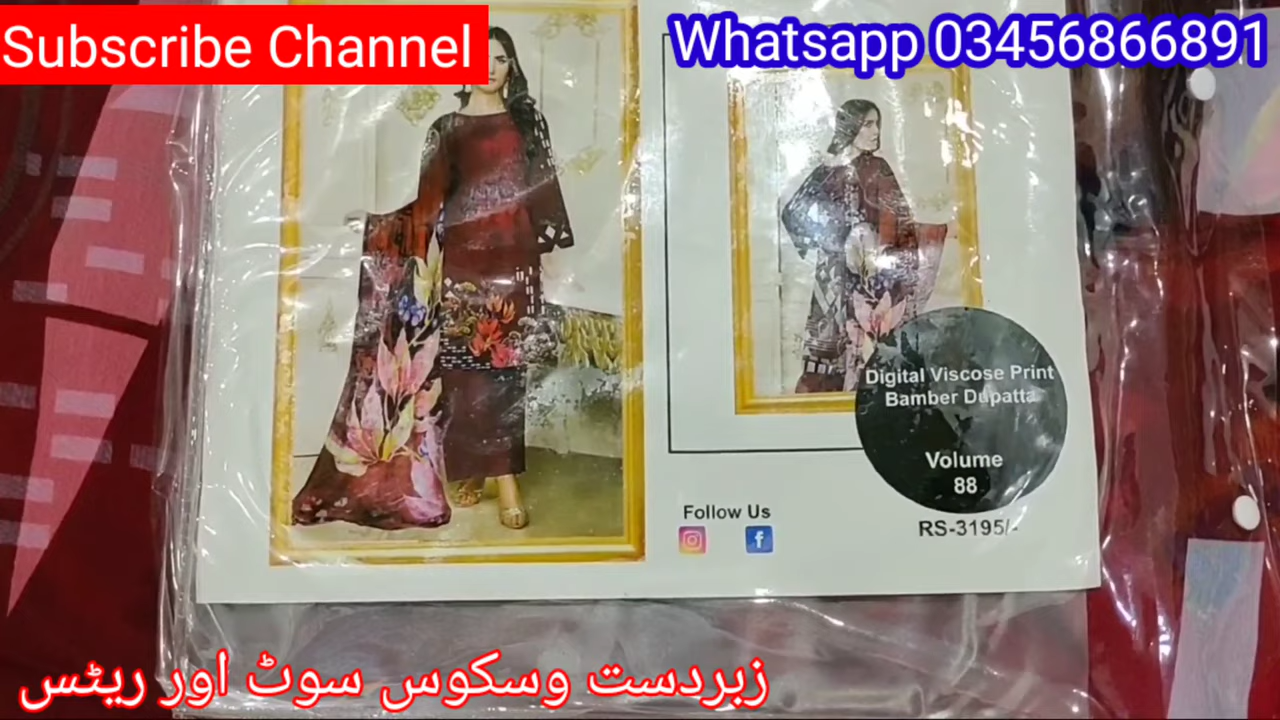 Subscribe Channel
Whatsapp 03456866891
Digital Viscose Print
Bamber Dupatta
Volume
88
RS-3195/-
Follow Us
زبردست وسکوس سوٹ اور ریٹس